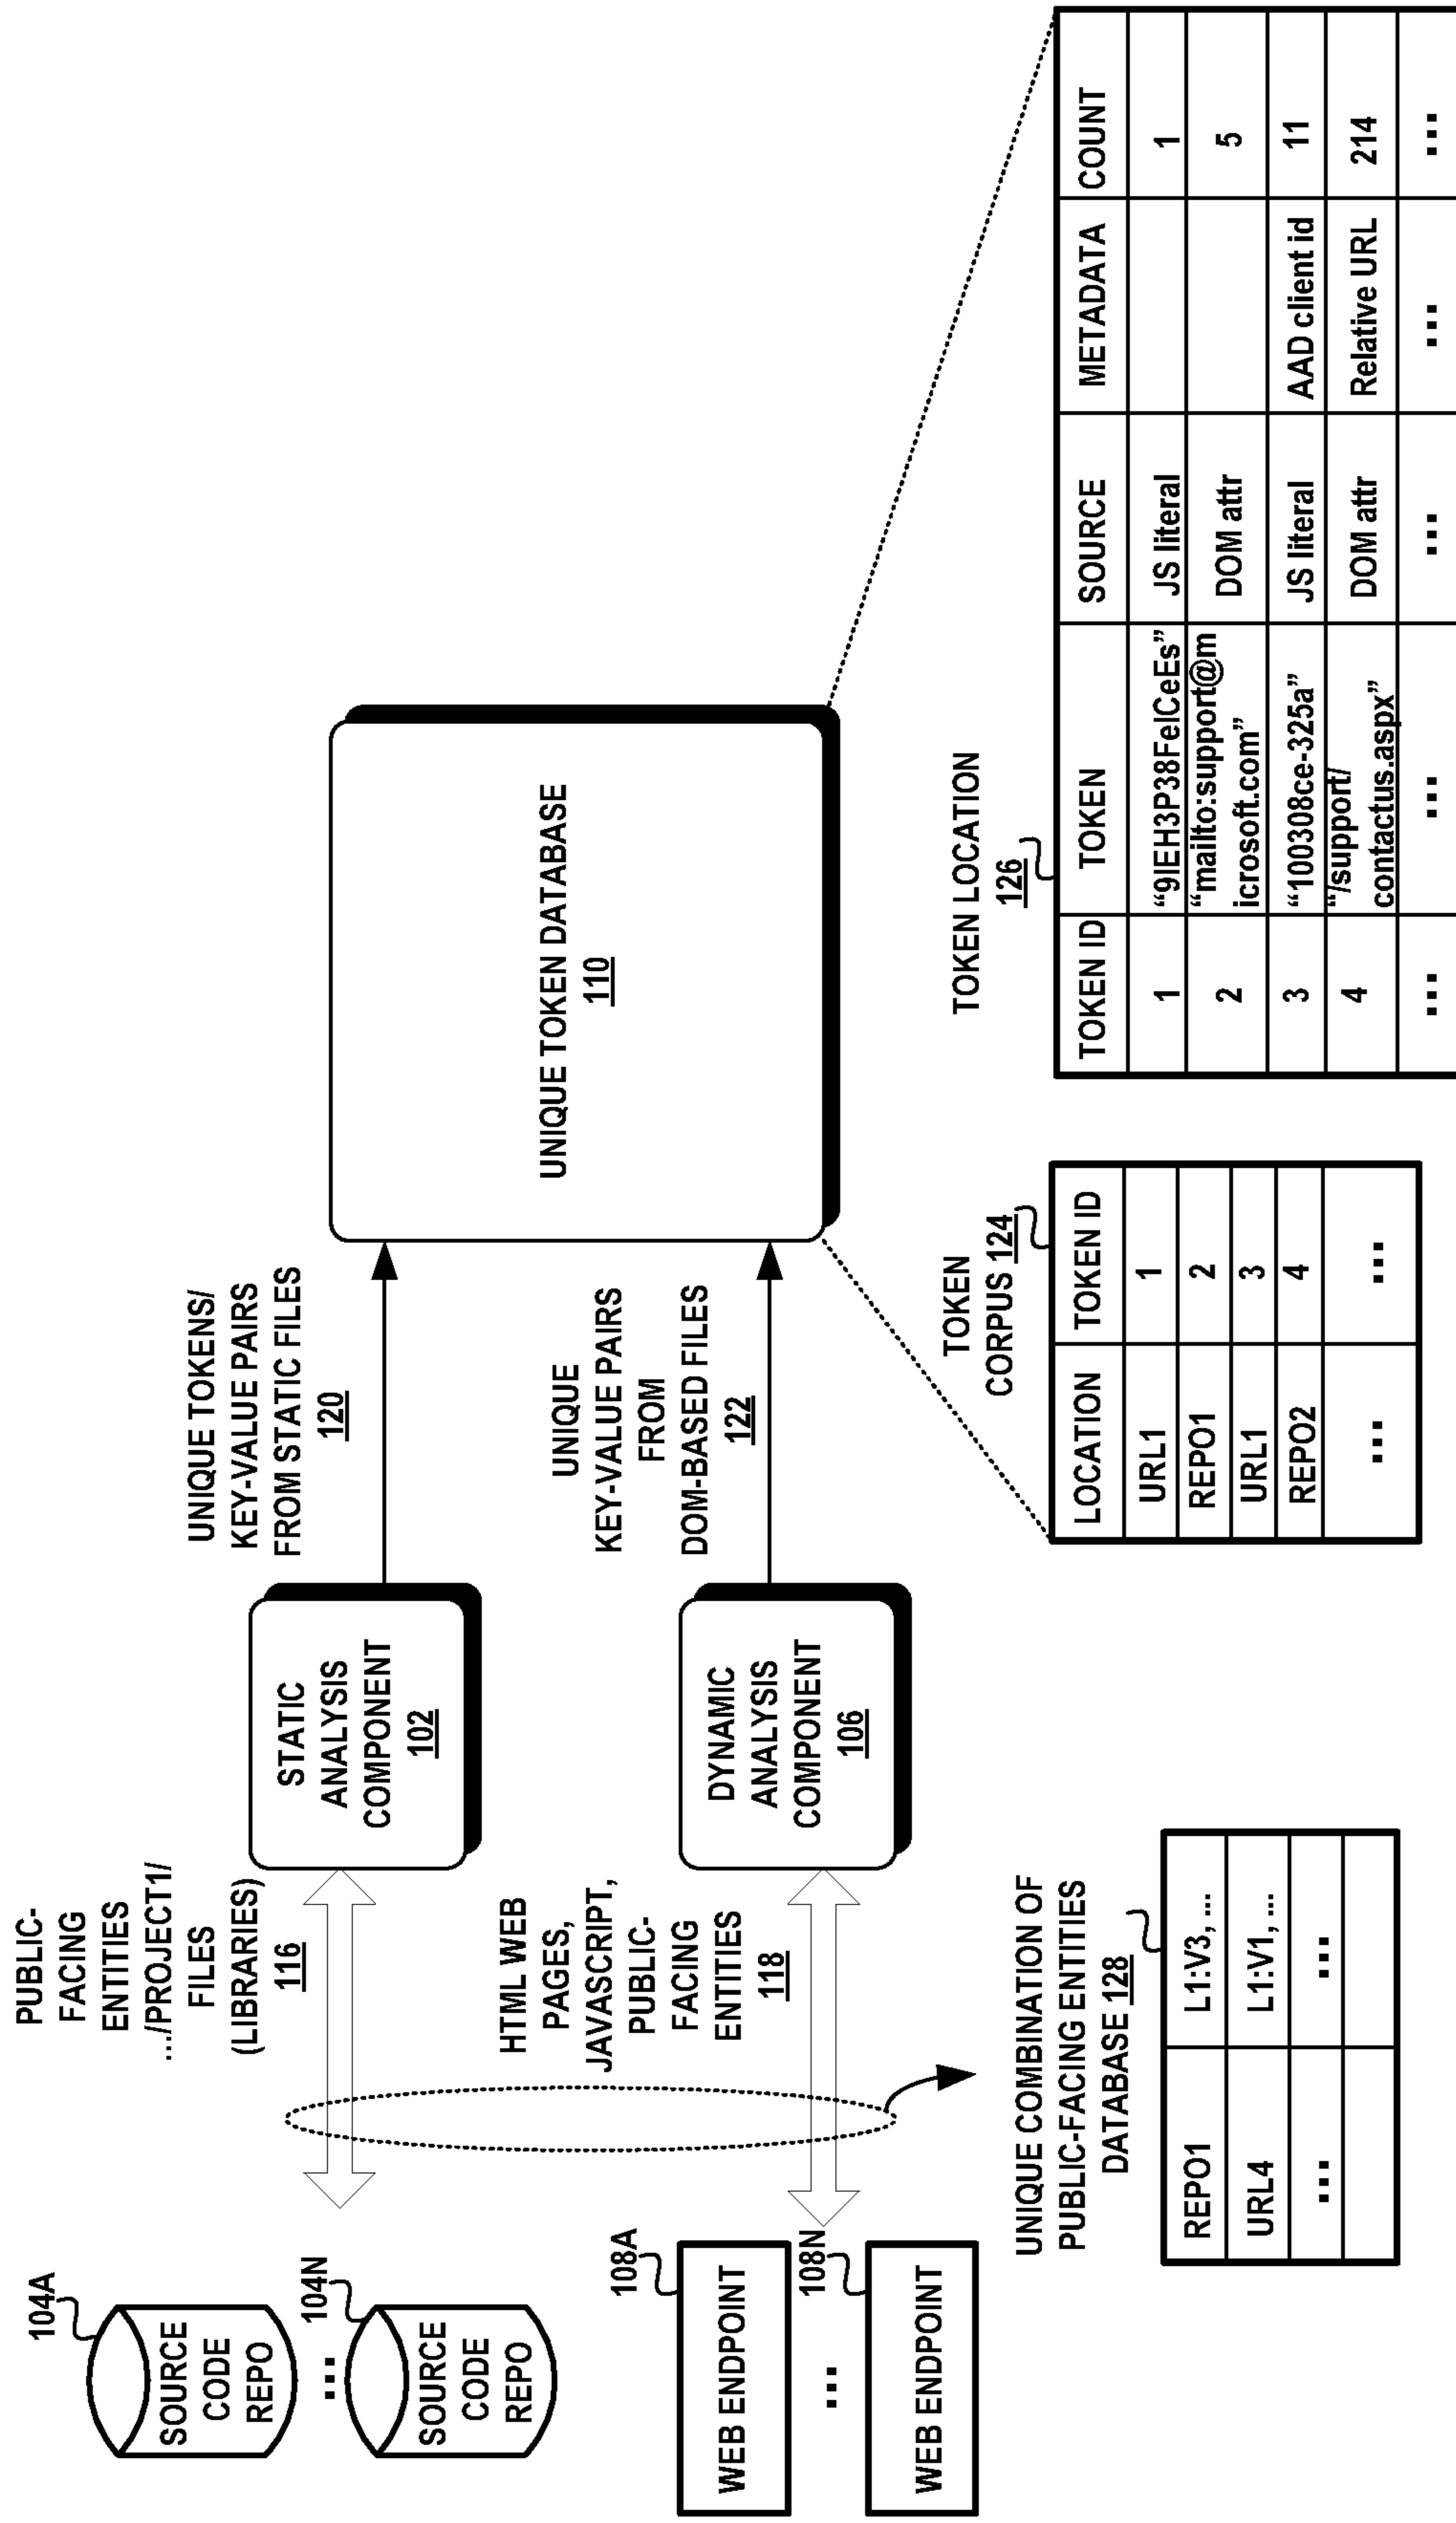 104A
SOURCE
CODE
REPO
...
104N
SOURCE
CODE
REPO
PUBLIC-
FACING
ENTITIES
.../PROJECT1/
FILES
(LIBRARIES)
116
STATIC
ANALYSIS
COMPONENT
102
UNIQUE TOKENS/
KEY-VALUE PAIRS
FROM STATIC FILES
120
UNIQUE TOKEN DATABASE
110
108A
WEB ENDPOINT
...
108N
WEB ENDPOINT
HTML WEB
PAGES,
JAVASCRIPT,
PUBLIC-
FACING
ENTITIES
118
DYNAMIC
ANALYSIS
COMPONENT
106
UNIQUE
KEY-VALUE PAIRS
FROM
DOM-BASED FILES
122
UNIQUE COMBINATION OF
PUBLIC-FACING ENTITIES
DATABASE 128
REPO1 L1:V3, ...
URL4 L1:V1, ...
... ...
TOKEN
CORPUS 124
LOCATION TOKEN ID
URL1 1
REPO1 2
URL1 3
REPO2 4
... ...
TOKEN LOCATION
126
TOKEN ID TOKEN SOURCE METADATA COUNT
1 “9IEH3P38FeICeEs” JS literal 1
2 “mailto:support@m
icrosoft.com” DOM attr 5
3 “100308ce-325a” JS literal AAD client id 11
4 “/support/
contactus.aspx” DOM attr Relative URL 214
... ... ... ... ...